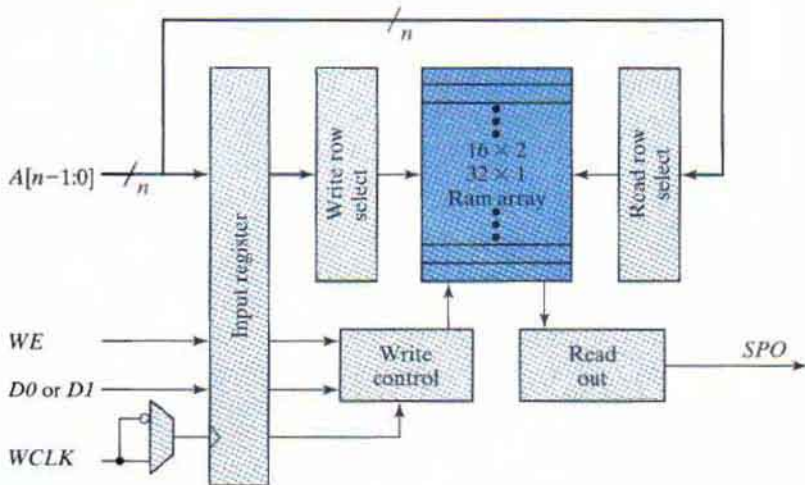 n
A[n−1:0]
n
Input register
Write row
select
16 × 2
32 × 1
Ram array
Read row
select
WE
D0 or D1
WCLK
Write
control
Read
out
SPO